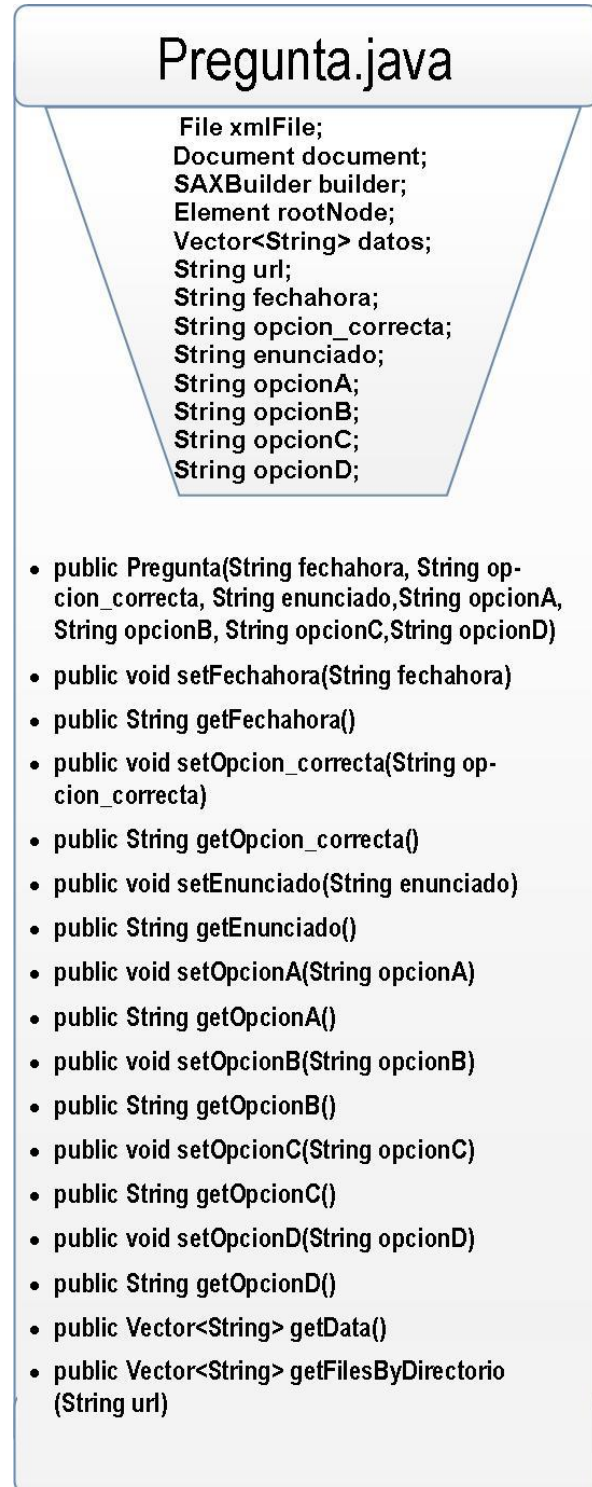 Pregunta.java
File xmlFile;
Document document;
SAXBuilder builder;
Element rootNode;
Vector<String> datos;
String url;
String fechahora;
String opcion_correcta;
String enunciado;
String opcionA;
String opcionB;
String opcionC;
String opcionD;
• public Pregunta(String fechahora, String op-
cion_correcta, String enunciado,String opcionA,
String opcionB, String opcionC,String opcionD)
• public void setFechahora(String fechahora)
• public String getFechahora()
• public void setOpcion_correcta(String op-
cion_correcta)
• public String getOpcion_correcta()
• public void setEnunciado(String enunciado)
• public String getEnunciado()
• public void setOpcionA(String opcionA)
• public String getOpcionA()
• public void setOpcionB(String opcionB)
• public String getOpcionB()
• public void setOpcionC(String opcionC)
• public String getOpcionC()
• public void setOpcionD(String opcionD)
• public String getOpcionD()
• public Vector<String> getData()
• public Vector<String> getFilesByDirectorio
(String url)